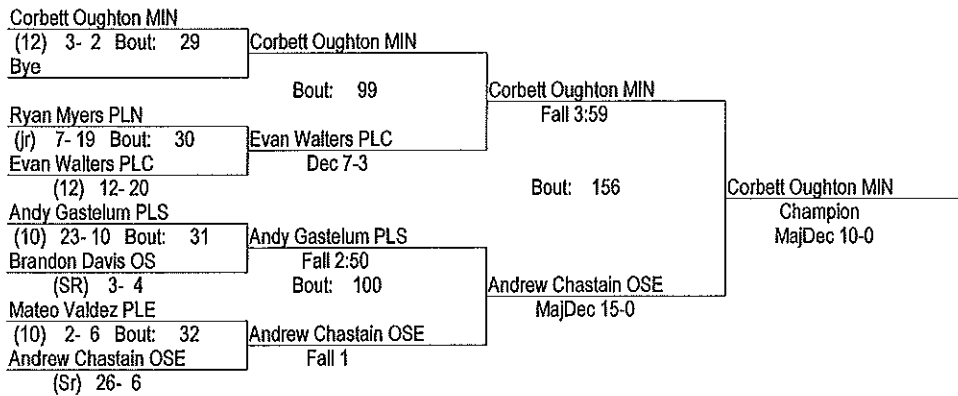 Corbett Oughton MIN
(12) 3- 2 Bout: 29
Bye
Corbett Oughton MIN
Bout: 99
Ryan Myers PLN
(jr) 7- 19 Bout: 30
Evan Walters PLC
(12) 12- 20
Evan Walters PLC
Dec 7-3
Corbett Oughton MIN
Fall 3:59
Bout: 156
Andy Gastelum PLS
(10) 23- 10 Bout: 31
Brandon Davis OS
(SR) 3- 4
Andy Gastelum PLS
Fall 2:50
Bout: 100
Mateo Valdez PLE
(10) 2- 6 Bout: 32
Andrew Chastain OSE
(Sr) 26- 6
Andrew Chastain OSE
Fall 1
Andrew Chastain OSE
MajDec 15-0
Corbett Oughton MIN
Champion
MajDec 10-0